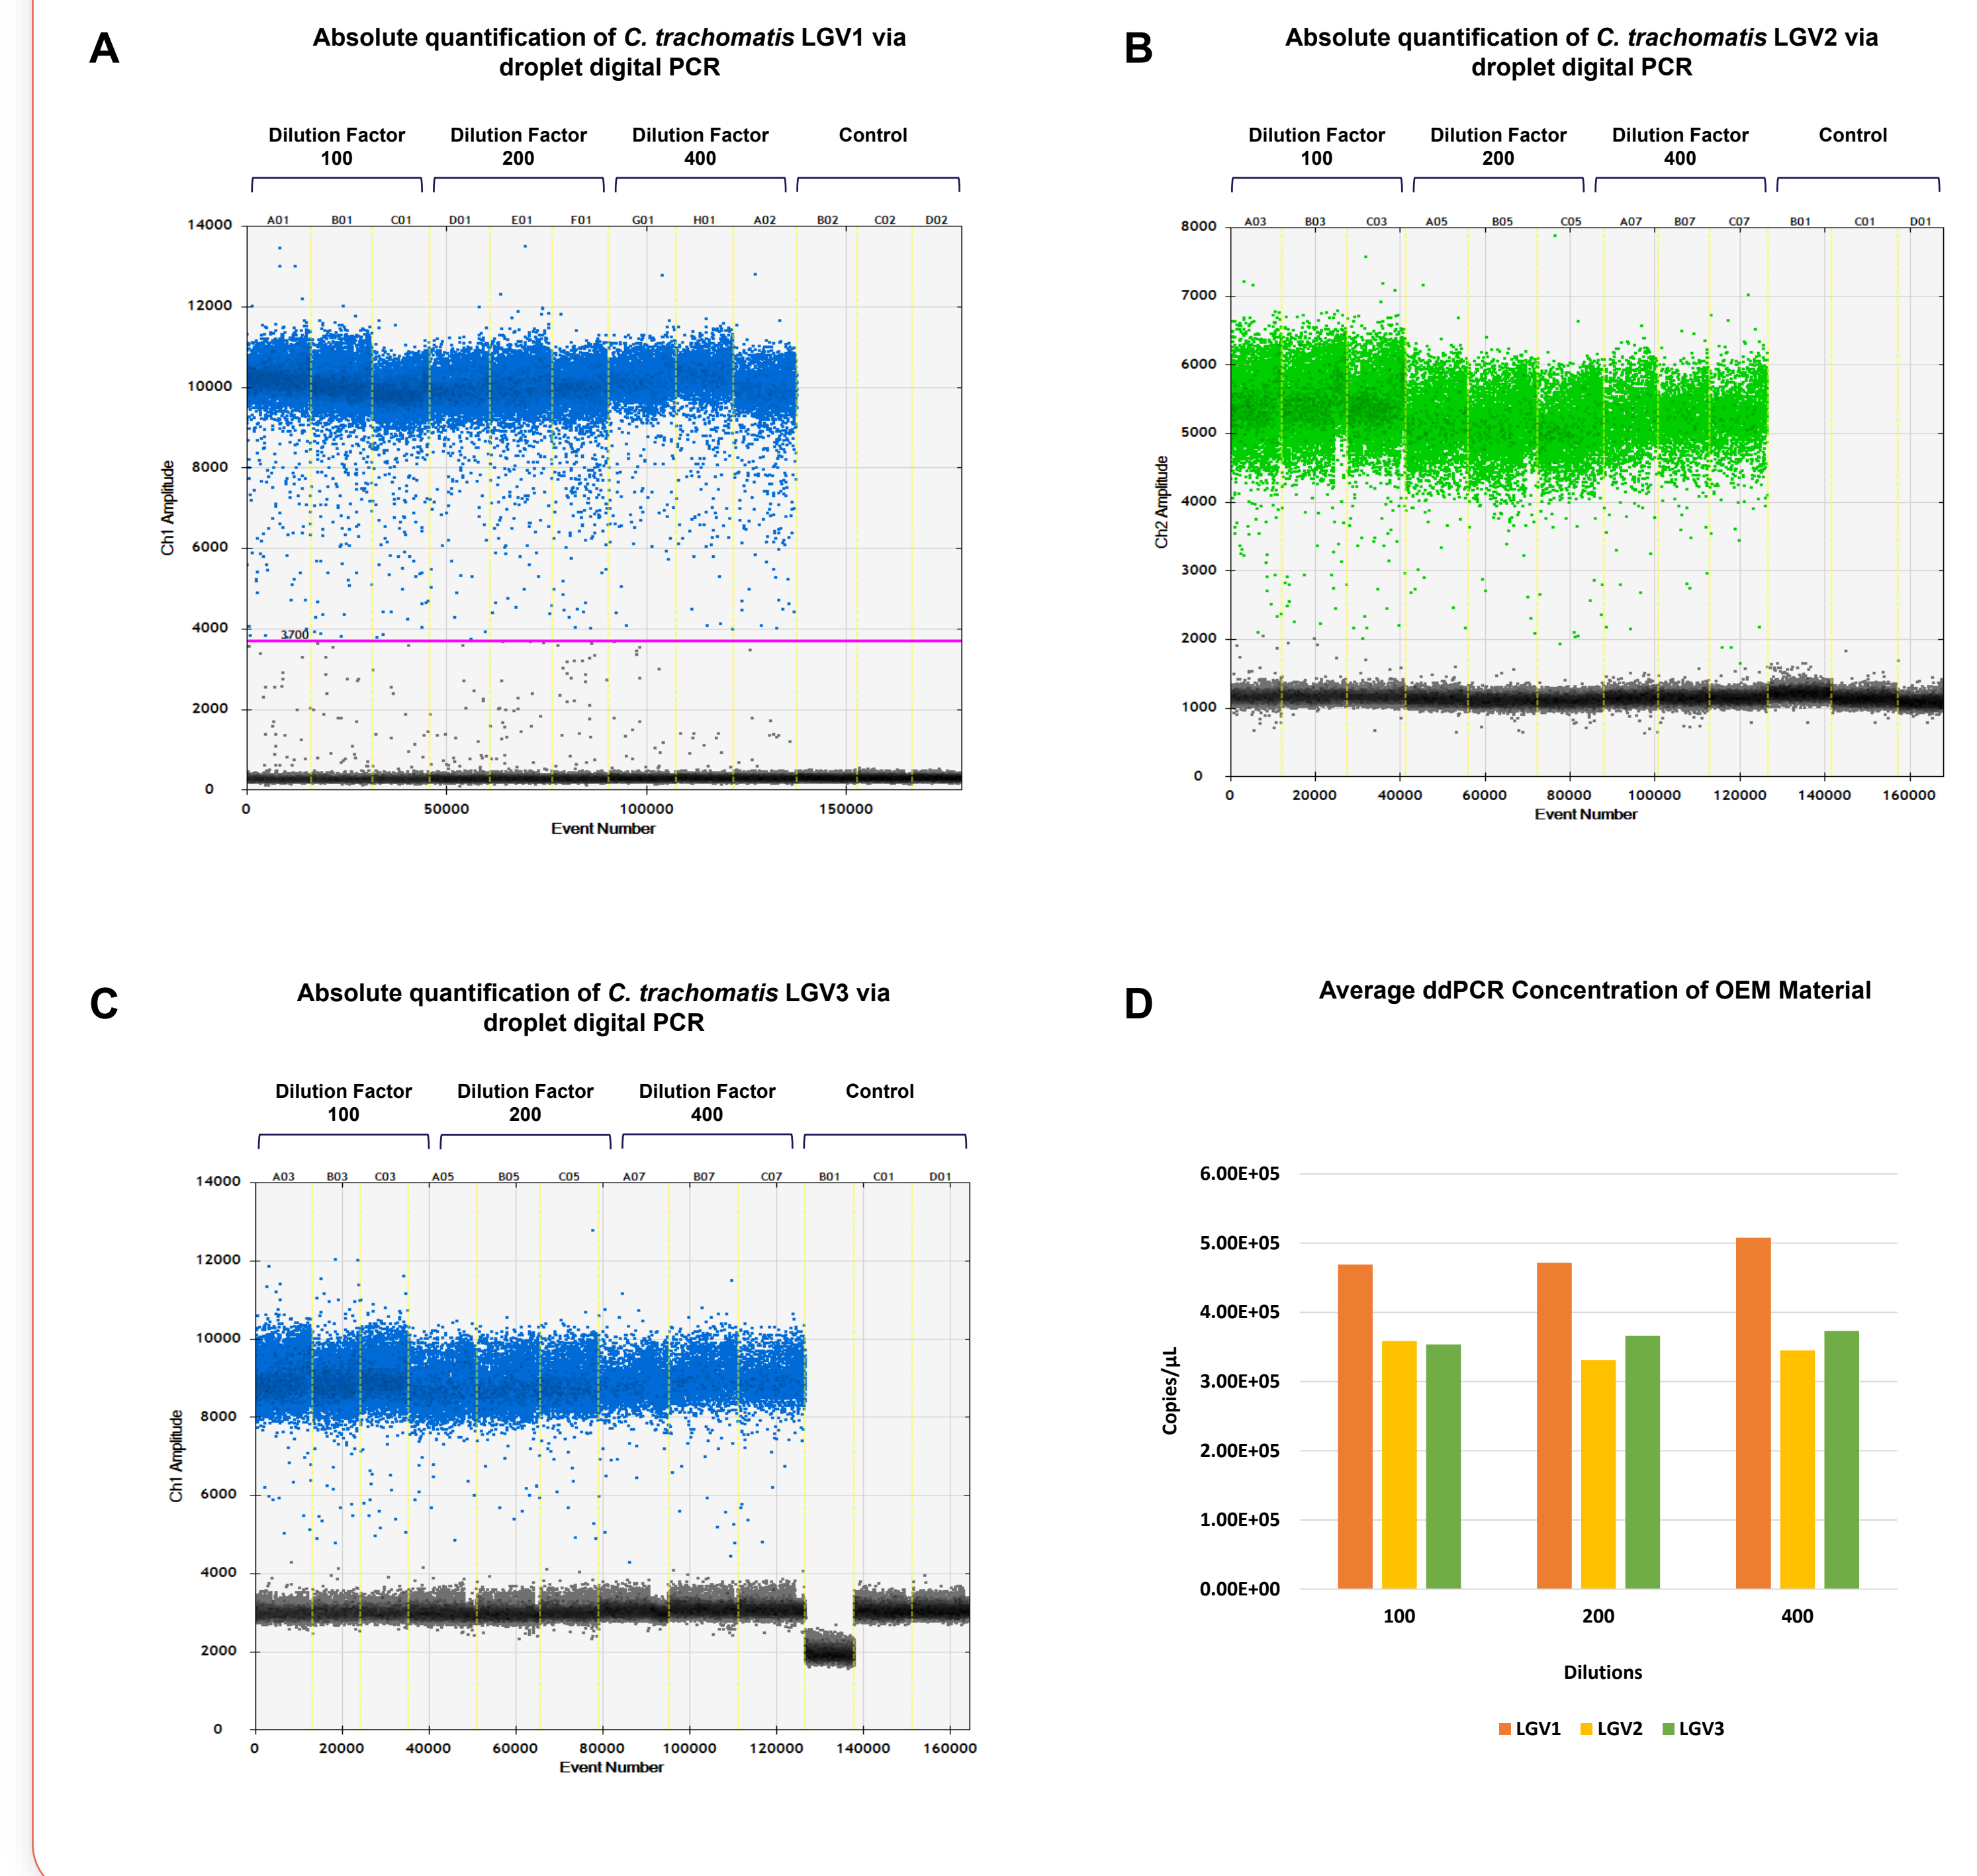 A
Absolute quantification of C. trachomatis LGV1 via
droplet digital PCR
Dilution Factor
100
Dilution Factor
200
Dilution Factor
400
Control
A01 B01 C01 D01 E01 F01 G01 H01 A02 B02 C02 D02
14000
12000
10000
8000
6000
4000
2000
0
3700
Ch1 Amplitude
0 50000 100000 150000
Event Number
B
Absolute quantification of C. trachomatis LGV2 via
droplet digital PCR
Dilution Factor
100
Dilution Factor
200
Dilution Factor
400
Control
A03 B03 C03 A05 B05 C05 A07 B07 C07 B01 C01 D01
8000
7000
6000
5000
4000
3000
2000
1000
0
Ch2 Amplitude
0 20000 40000 60000 80000 100000 120000 140000 160000
Event Number
C
Absolute quantification of C. trachomatis LGV3 via
droplet digital PCR
Dilution Factor
100
Dilution Factor
200
Dilution Factor
400
Control
A03 B03 C03 A05 B05 C05 A07 B07 C07 B01 C01 D01
14000
12000
10000
8000
6000
4000
2000
0
Ch1 Amplitude
0 20000 40000 60000 80000 100000 120000 140000 160000
Event Number
D
Average ddPCR Concentration of OEM Material
6.00E+05
5.00E+05
4.00E+05
3.00E+05
2.00E+05
1.00E+05
0.00E+00
Copies/µL
100 200 400
Dilutions
LGV1 LGV2 LGV3